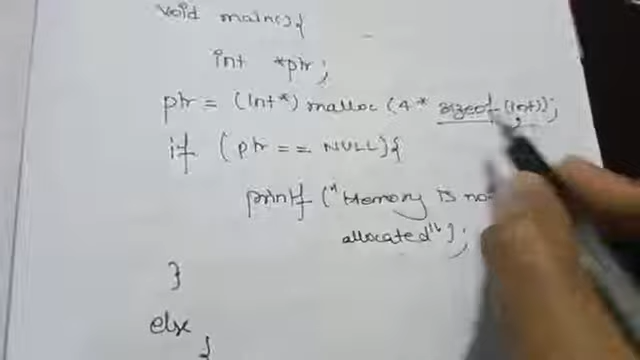 void main(){
int *ptr;
ptr = (int*) malloc (4* sizeof (int));
if (ptr == NULL){
printf ("Memory is no
allocated");
}
else
{